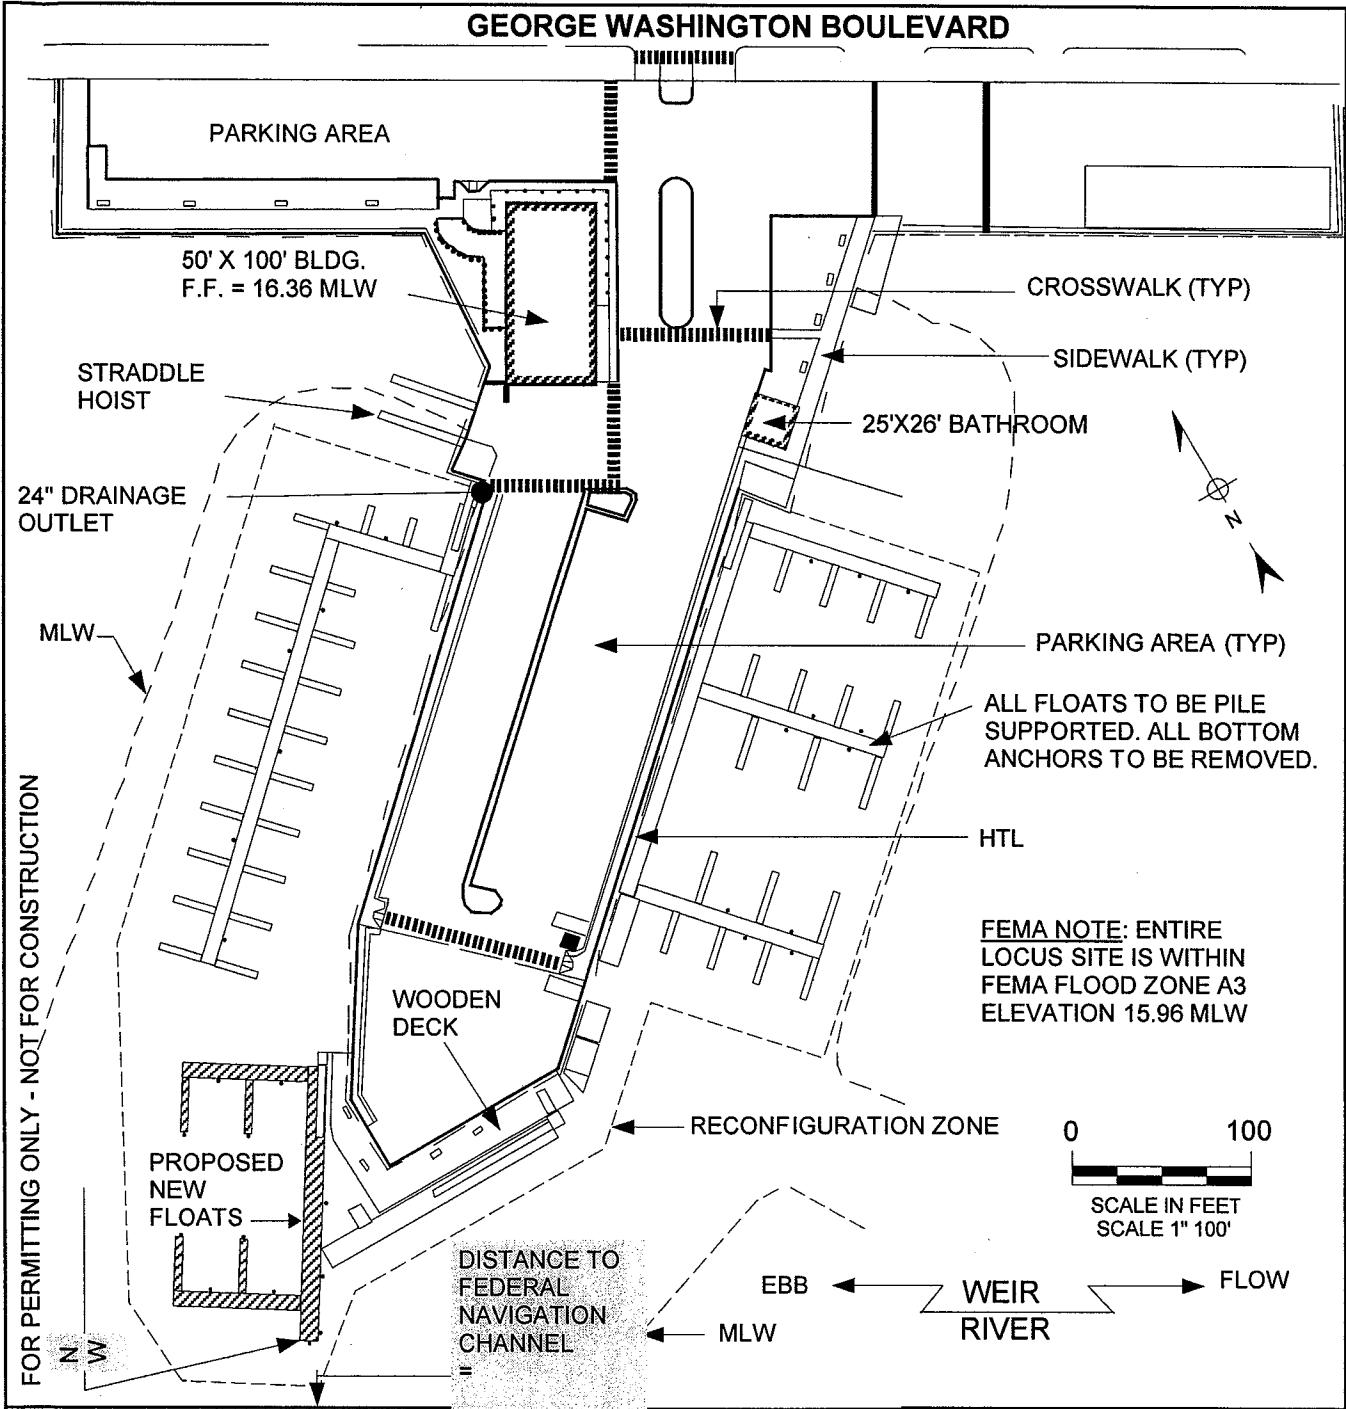 GEORGE WASHINGTON BOULEVARD
PARKING AREA
50' X 100' BLDG.
F.F. = 16.36 MLW
CROSSWALK (TYP)
SIDEWALK (TYP)
STRADDLE
HOIST
25'X26' BATHROOM
24" DRAINAGE
OUTLET
N
MLW
PARKING AREA (TYP)
ALL FLOATS TO BE PILE
SUPPORTED. ALL BOTTOM
ANCHORS TO BE REMOVED.
HTL
FOR PERMITTING ONLY - NOT FOR CONSTRUCTION
FEMA NOTE: ENTIRE
LOCUS SITE IS WITHIN
FEMA FLOOD ZONE A3
ELEVATION 15.96 MLW
WOODEN
DECK
RECONFIGURATION ZONE
0 100
SCALE IN FEET
SCALE 1" 100'
PROPOSED
NEW
FLOATS
DISTANCE TO
FEDERAL
NAVIGATION
CHANNEL
=
EBB
WEIR
RIVER
FLOW
MLW
N
W